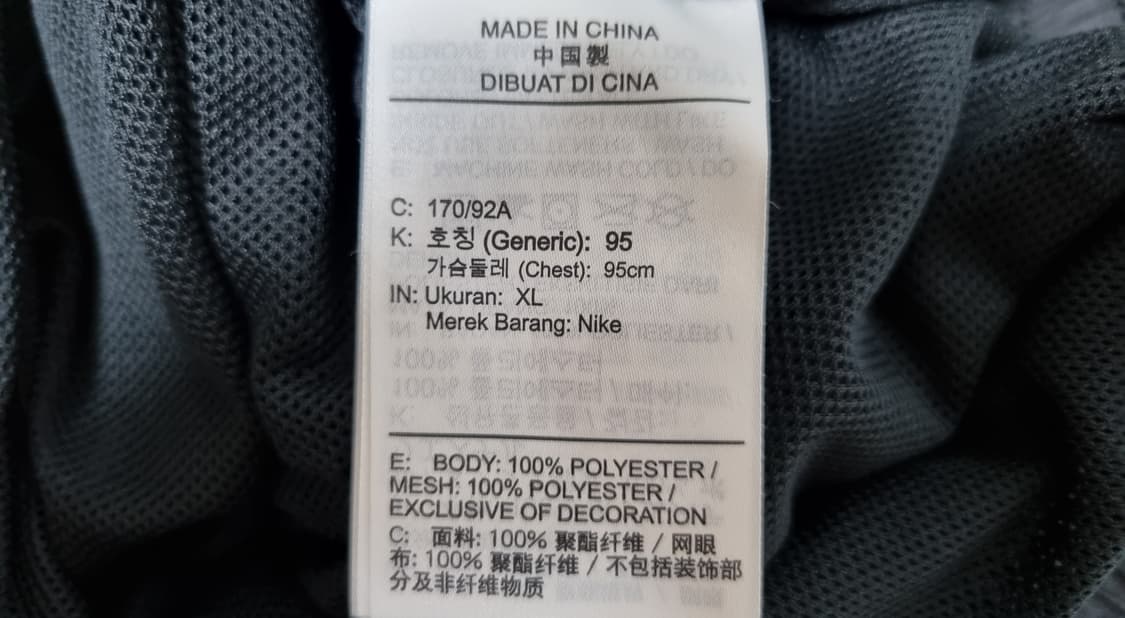 MADE IN CHINA
中国製
DIBUAT DI CINA
C: 170/92A
K: 호칭 (Generic): 95
가슴둘레 (Chest): 95cm
IN: Ukuran: XL
Merek Barang: Nike
E: BODY: 100% POLYESTER /
MESH: 100% POLYESTER /
EXCLUSIVE OF DECORATION
C: 面料: 100% 聚酯纤维 / 网眼
布: 100% 聚酯纤维 / 不包括装饰部
分及非纤维物质